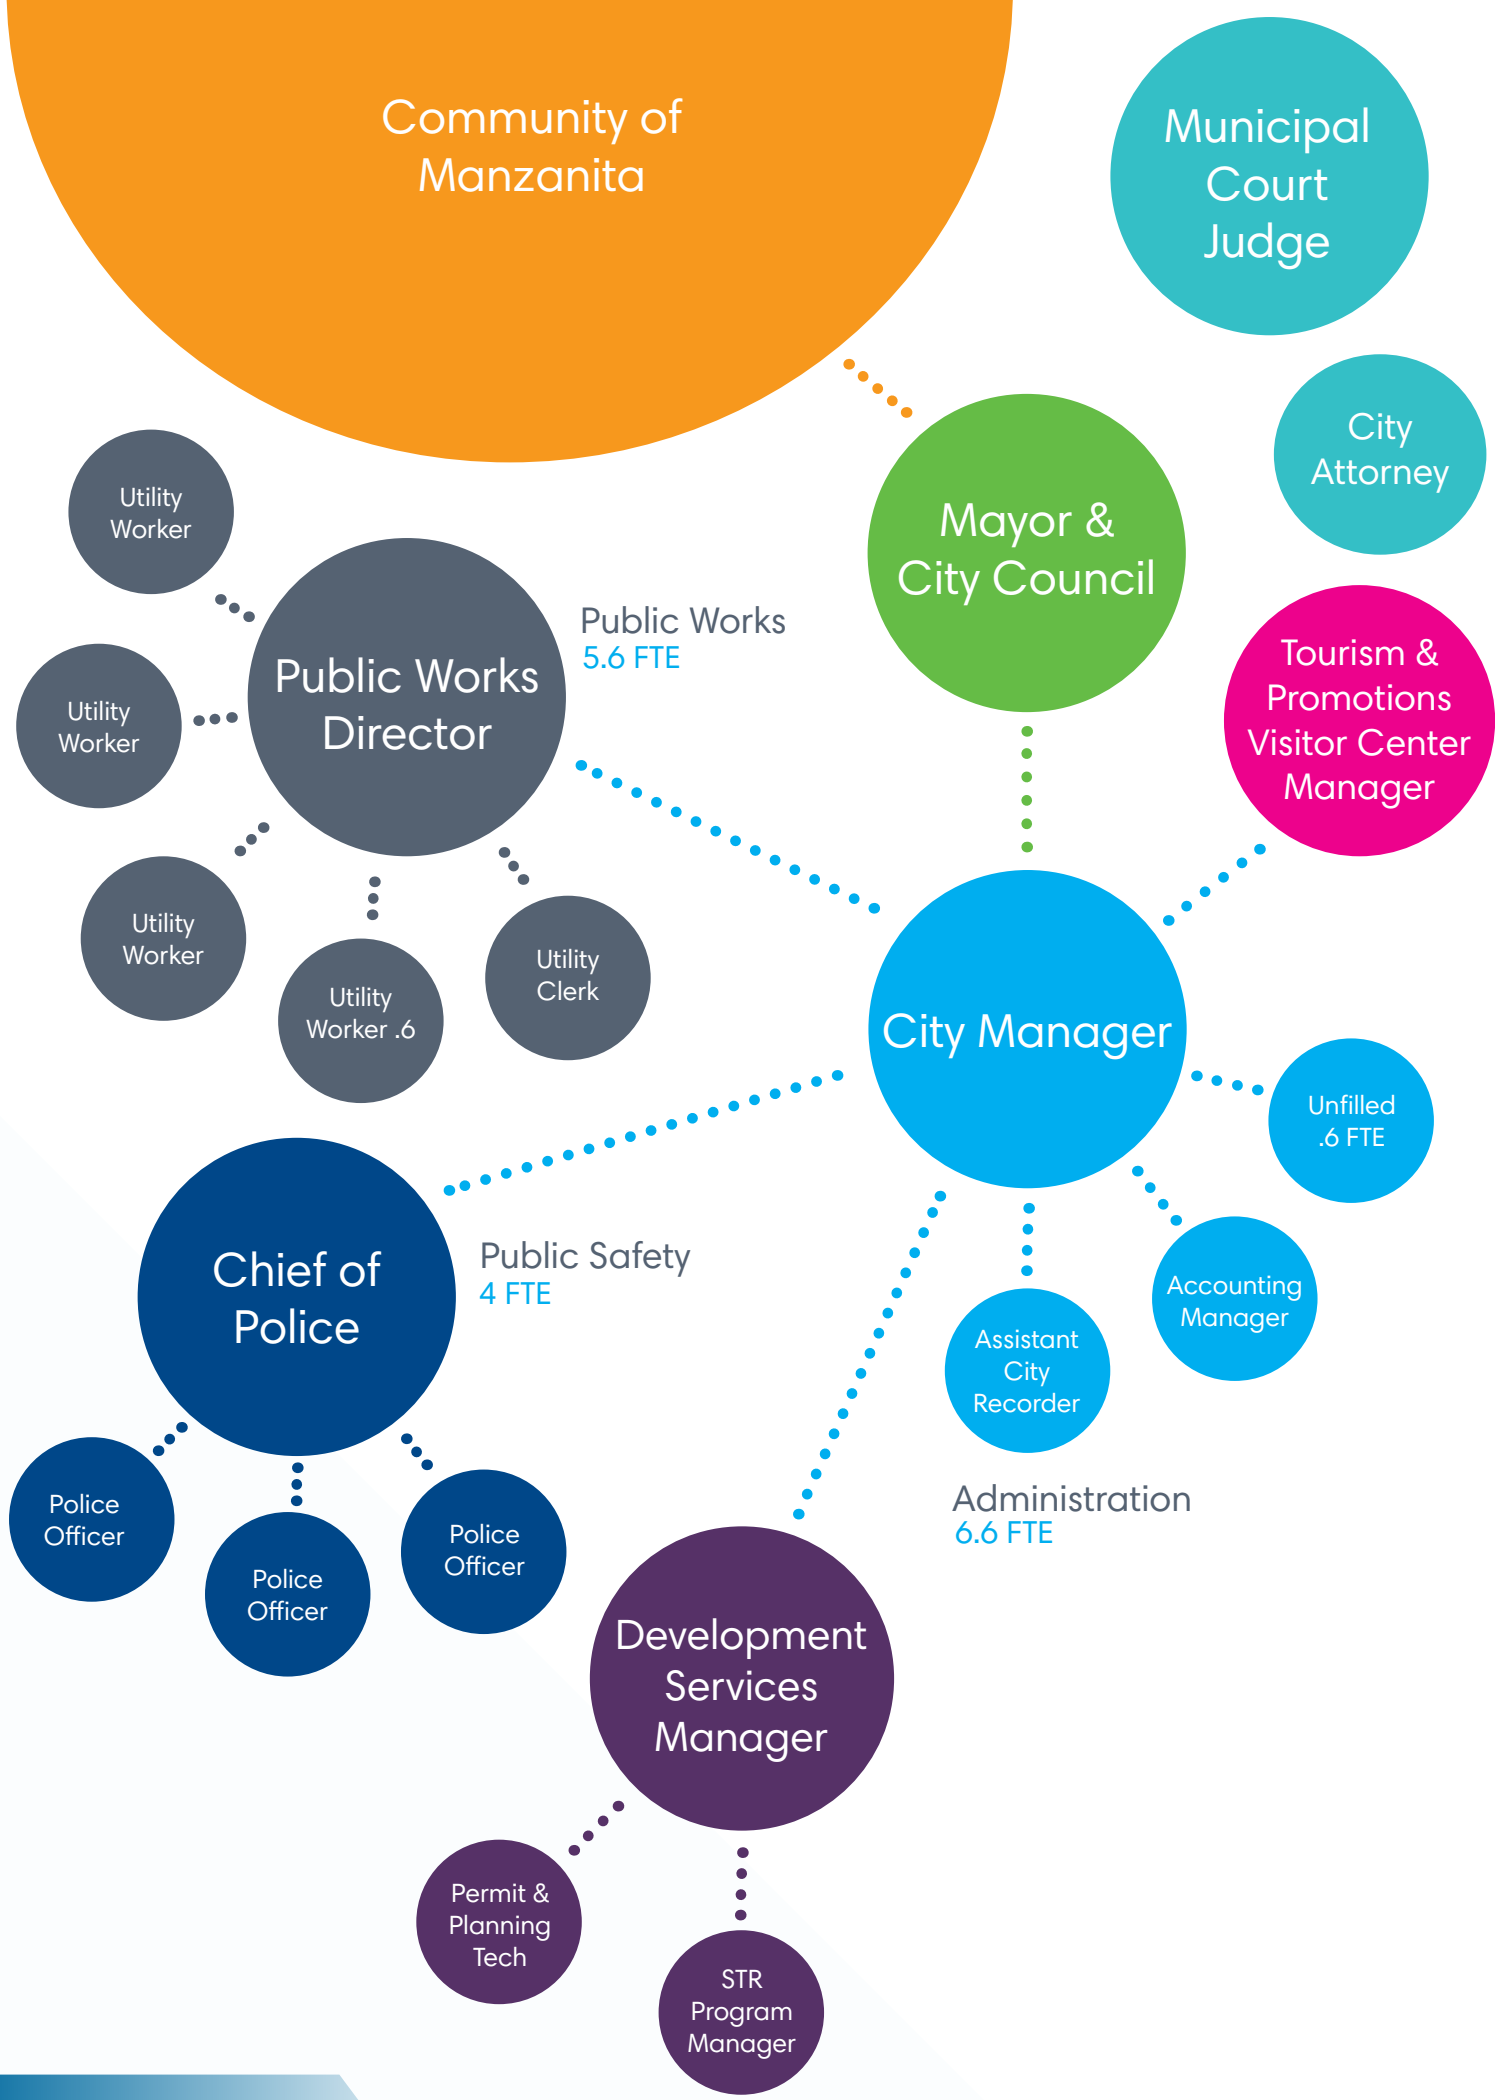 Community of
Manzanita
Municipal
Court
Judge
City
Attorney
Mayor &
City Council
Tourism &
Promotions
Visitor Center
Manager
Utility
Worker
Public Works
Director
Public Works
5.6 FTE
Utility
Worker
Utility
Worker
Utility
Worker .6
Utility
Clerk
City Manager
Unfilled
.6 FTE
Accounting
Manager
Assistant
City
Recorder
Administration
6.6 FTE
Chief of
Police
Public Safety
4 FTE
Police
Officer
Police
Officer
Police
Officer
Development
Services
Manager
Permit &
Planning
Tech
STR
Program
Manager